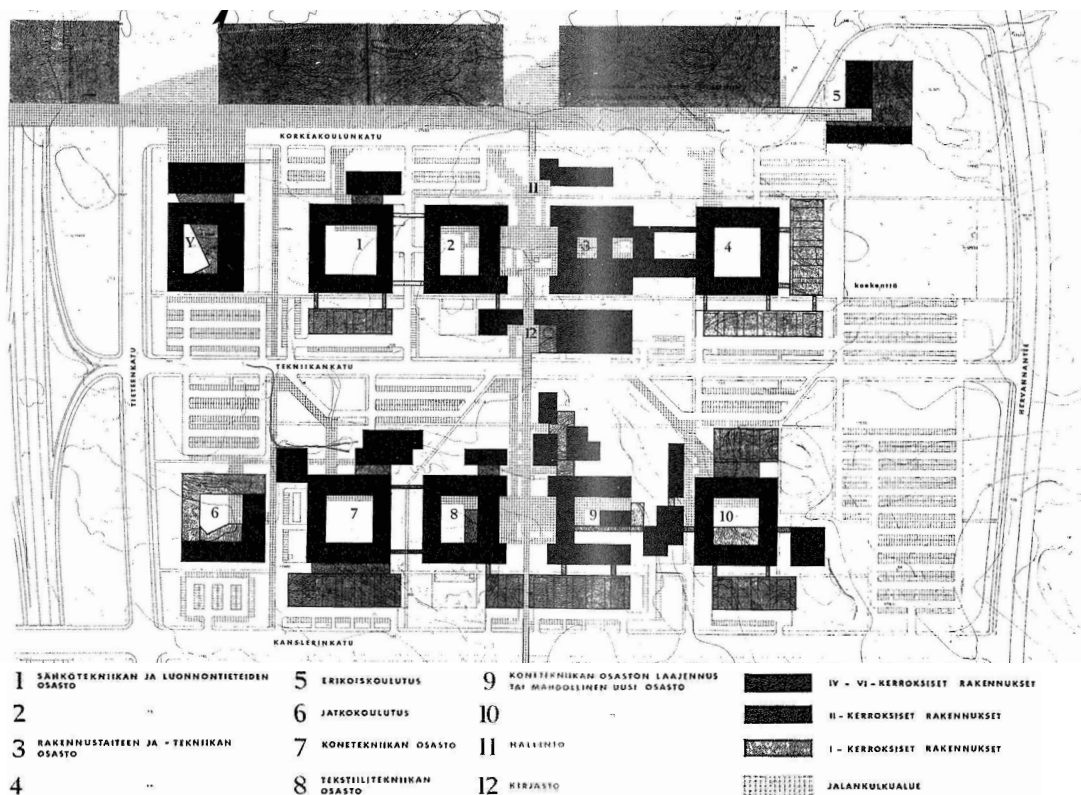 5
KORKEAKOULUNKATU
11
Y
1
2
3
4
koekenttä
12
TIETEENKATU
TEKNIIKANKATU
HERVANNANTIE
6
7
8
9
10
KANSLERINKATU
1 SÄHKÖTEKNIIKAN JA LUONNONTIETEIDEN
OSASTO
2 "
3 RAKENNUSTAITEEN JA - TEKNIIKAN
OSASTO
4 "
5 ERIKOISKOULUTUS
6 JATKOKOULUTUS
7 KONETEKNIIKAN OSASTO
8 TEKSTIILITEKNIIKAN
OSASTO
9 KONETEKNIIKAN OSASTON LAAJENNUS
TAI MAHDOLLINEN UUSI OSASTO
10 "
11 HALLINTO
12 KIRJASTO
IV - VI - KERROKSISET RAKENNUKSET
II - KERROKSISET RAKENNUKSET
I - KERROKSISET RAKENNUKSET
JALANKULKUALUE